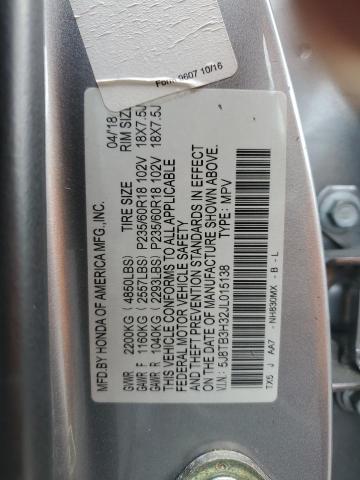 Form 9607 10/16
MFD.BY HONDA OF AMERICA MFG.,INC. 04/18
TIRE SIZE RIM SIZE
GVWR 2200KG ( 4850LBS)
GAWR F 1160KG ( 2557LBS) P235/60R18 102V 18X7.5J
GAWR R 1040KG ( 2293LBS) P235/60R18 102V 18X7.5J
THIS VEHICLE CONFORMS TO ALL APPLICABLE
FEDERAL MOTOR VEHICLE SAFETY
AND THEFT PREVENTION STANDARDS IN EFFECT
ON THE DATE OF MANUFACTURE SHOWN ABOVE.
V.I.N.: 5J8TB3H32JL015138 TYPE: MPV
TX5 J AA7 - NH830MX - B - L